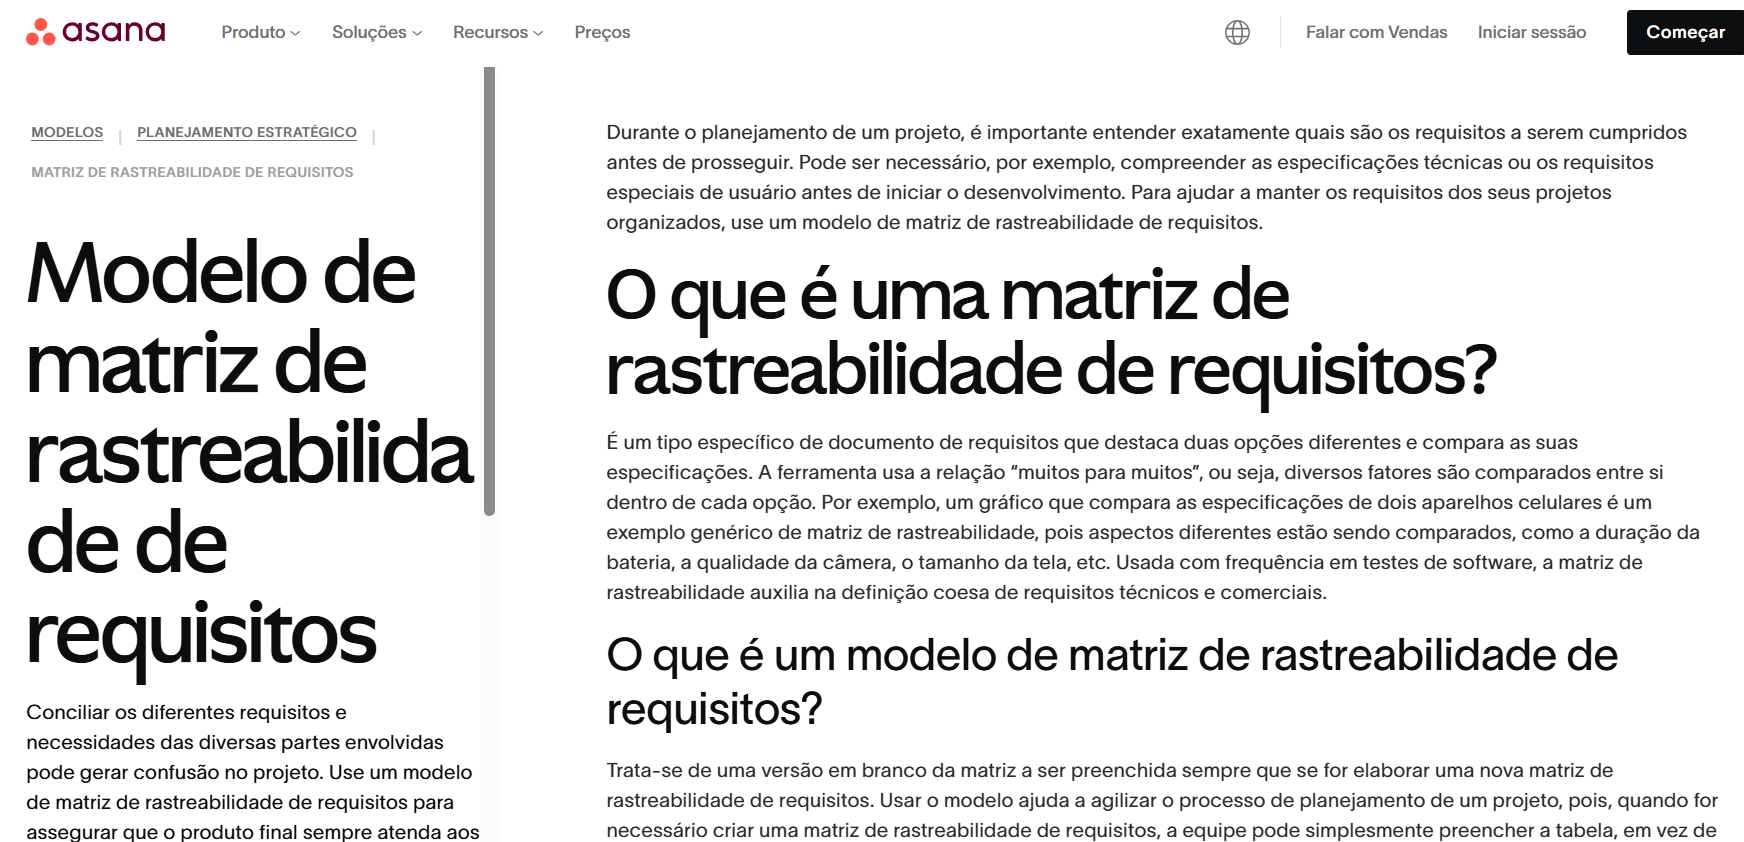 asana
Produto
Soluções
Recursos
Preços
Falar com Vendas
Iniciar sessão
Começar
MODELOS | PLANEJAMENTO ESTRATÉGICO |
MATRIZ DE RASTREABILIDADE DE REQUISITOS
Modelo de
matriz de
rastreabilida
de de
requisitos
Conciliar os diferentes requisitos e
necessidades das diversas partes envolvidas
pode gerar confusão no projeto. Use um modelo
de matriz de rastreabilidade de requisitos para
assegurar que o produto final sempre atenda aos
Durante o planejamento de um projeto, é importante entender exatamente quais são os requisitos a serem cumpridos
antes de prosseguir. Pode ser necessário, por exemplo, compreender as especificações técnicas ou os requisitos
especiais de usuário antes de iniciar o desenvolvimento. Para ajudar a manter os requisitos dos seus projetos
organizados, use um modelo de matriz de rastreabilidade de requisitos.
O que é uma matriz de
rastreabilidade de requisitos?
É um tipo específico de documento de requisitos que destaca duas opções diferentes e compara as suas
especificações. A ferramenta usa a relação “muitos para muitos”, ou seja, diversos fatores são comparados entre si
dentro de cada opção. Por exemplo, um gráfico que compara as especificações de dois aparelhos celulares é um
exemplo genérico de matriz de rastreabilidade, pois aspectos diferentes estão sendo comparados, como a duração da
bateria, a qualidade da câmera, o tamanho da tela, etc. Usada com frequência em testes de software, a matriz de
rastreabilidade auxilia na definição coesa de requisitos técnicos e comerciais.
O que é um modelo de matriz de rastreabilidade de
requisitos?
Trata-se de uma versão em branco da matriz a ser preenchida sempre que se for elaborar uma nova matriz de
rastreabilidade de requisitos. Usar o modelo ajuda a agilizar o processo de planejamento de um projeto, pois, quando for
necessário criar uma matriz de rastreabilidade de requisitos, a equipe pode simplesmente preencher a tabela, em vez de